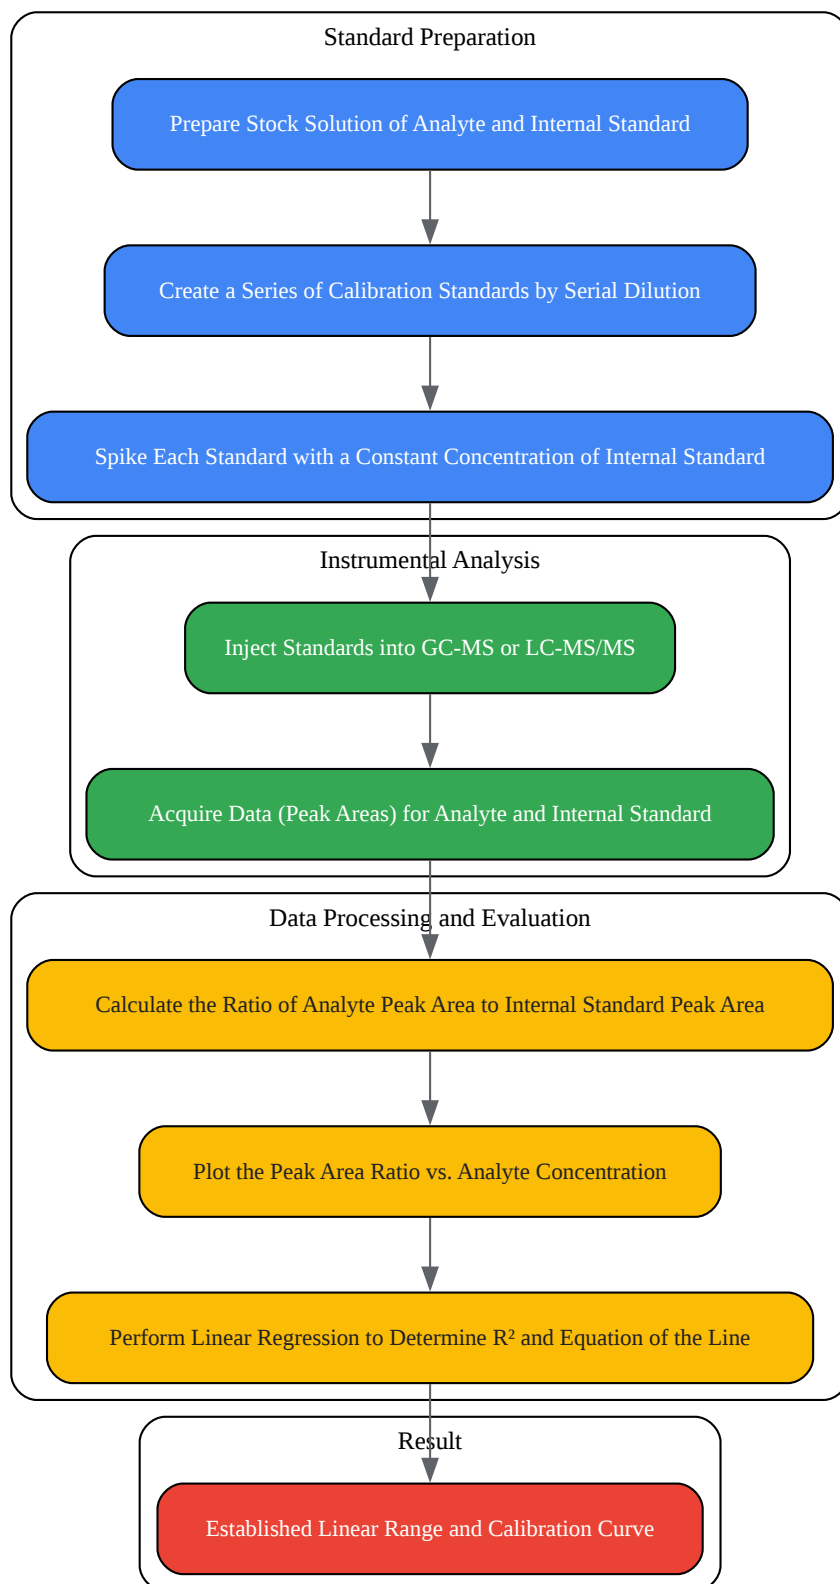 Standard Preparation
Prepare Stock Solution of Analyte and Internal Standard
Create a Series of Calibration Standards by Serial Dilution
Spike Each Standard with a Constant Concentration of Internal Standard
Instrumental Analysis
Inject Standards into GC-MS or LC-MS/MS
Acquire Data (Peak Areas) for Analyte and Internal Standard
Data Processing and Evaluation
Calculate the Ratio of Analyte Peak Area to Internal Standard Peak Area
Plot the Peak Area Ratio vs. Analyte Concentration
Perform Linear Regression to Determine R² and Equation of the Line
Result
Established Linear Range and Calibration Curve